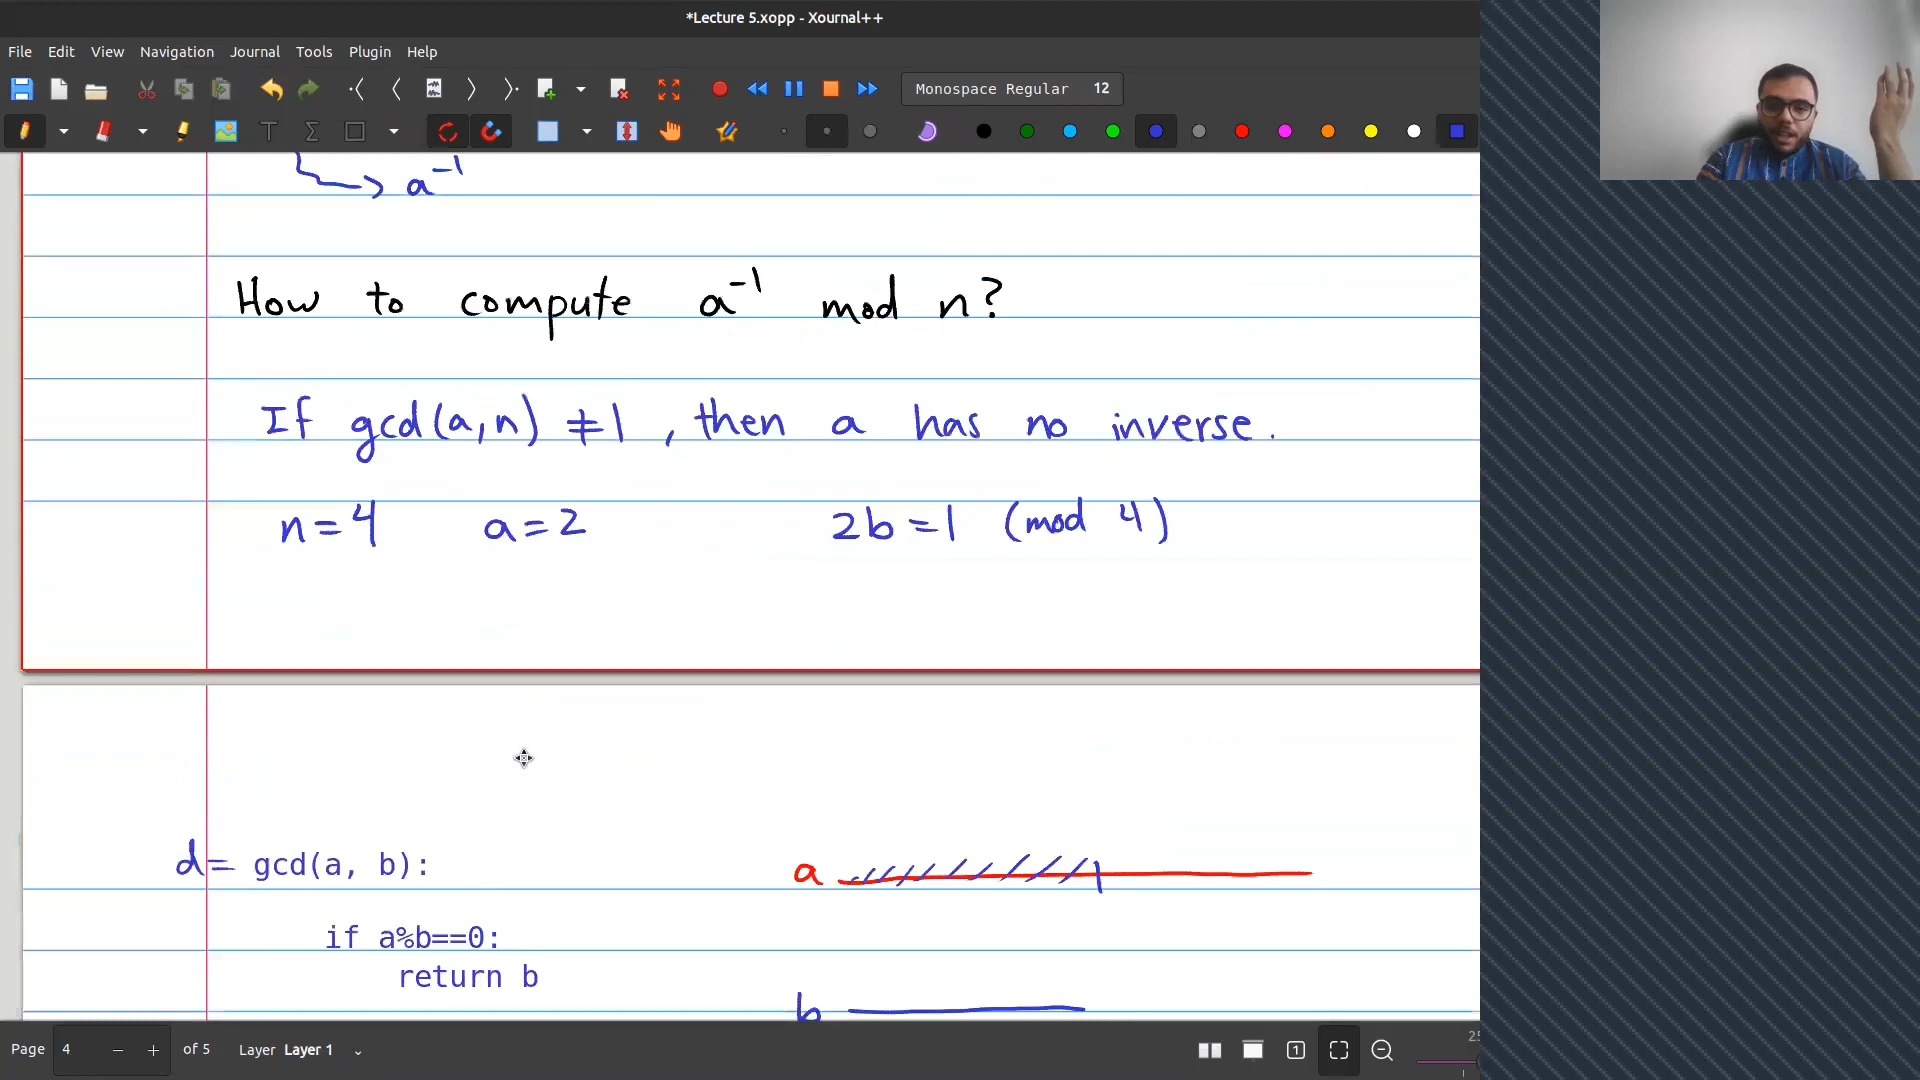 *Lecture 5.xopp - Xournal++
File Edit View Navigation Journal Tools Plugin Help
Monospace Regular 12
a⁻¹
How to compute a⁻¹ mod n?
If gcd(a,n) ≠ 1, then a has no inverse.
n=4 a=2 2b=1 (mod 4)
d= gcd(a, b):
a
if a%b==0:
return b
b
Page 4 of 5 Layer Layer 1